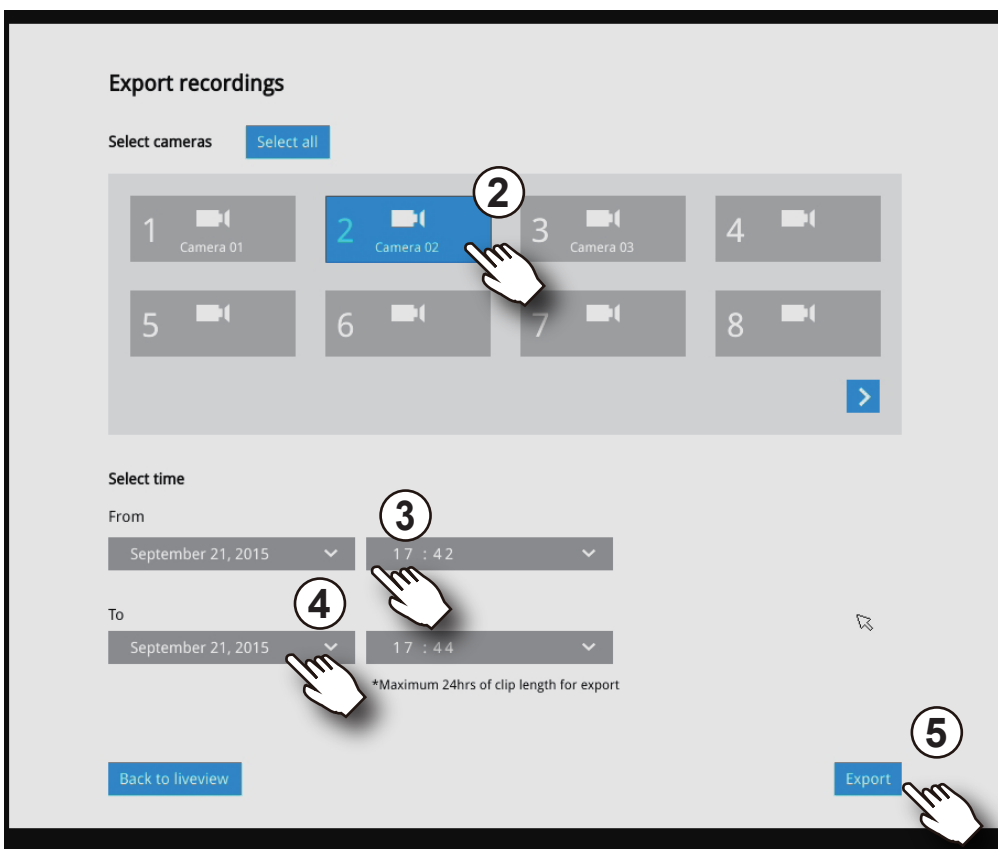 Export recordings
Select cameras Select all
2
1 Camera 01
2 Camera 02
3 Camera 03
4
5
6
7
8
Select time
From
3
September 21, 2015 17 : 42
4
To
September 21, 2015 17 : 44
*Maximum 24hrs of clip length for export
5
Back to liveview Export